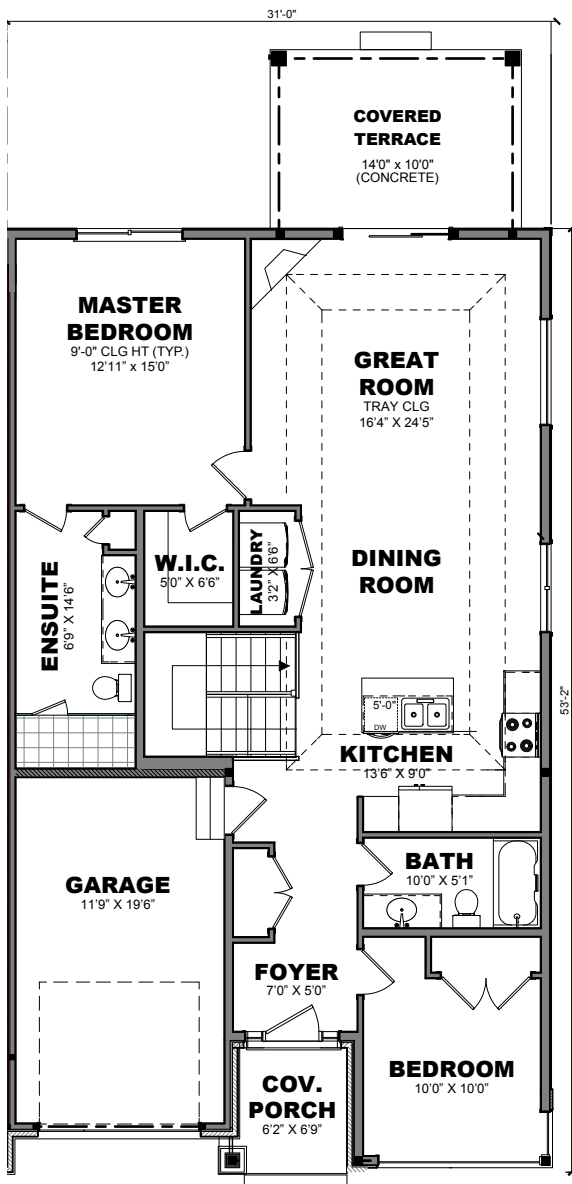 31'-0"
COVERED
TERRACE
14'0" x 10'0"
(CONCRETE)
MASTER
BEDROOM
9'-0" CLG HT (TYP.)
12'11" x 15'0"
GREAT
ROOM
TRAY CLG
16'4" X 24'5"
W.I.C.
5'0" X 6'6"
LAUNDRY
3'2" X 6'6"
DINING
ROOM
ENSUITE
6'9" X 14'6"
53'-2"
5'-0"
DW
KITCHEN
13'6" X 9'0"
GARAGE
11'9" X 19'6"
BATH
10'0" X 5'1"
FOYER
7'0" X 5'0"
BEDROOM
10'0" X 10'0"
COV.
PORCH
6'2" X 6'9"